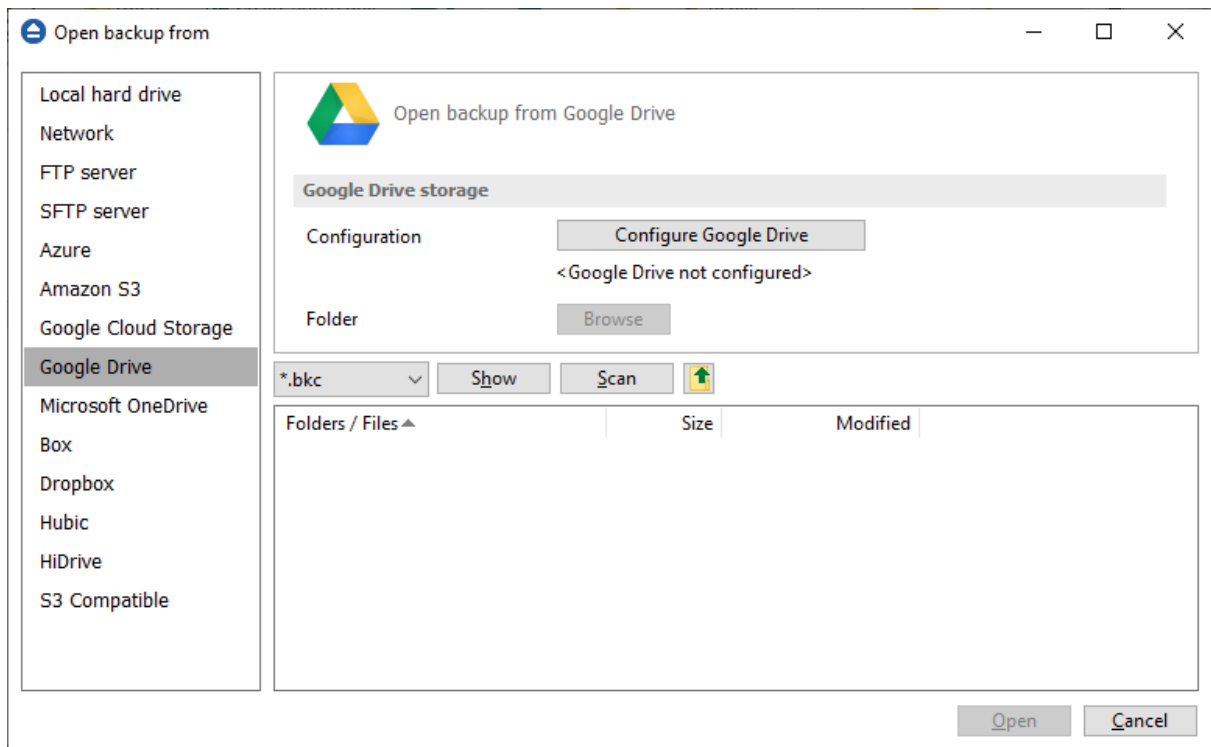 Open backup from
Local hard drive
Network
FTP server
SFTP server
Azure
Amazon S3
Google Cloud Storage
Google Drive
Microsoft OneDrive
Box
Dropbox
Hubic
HiDrive
S3 Compatible
Open backup from Google Drive
Google Drive storage
Configuration
Configure Google Drive
<Google Drive not configured>
Folder
Browse
*.bkc
Show
Scan
Folders / Files Size Modified
Open
Cancel